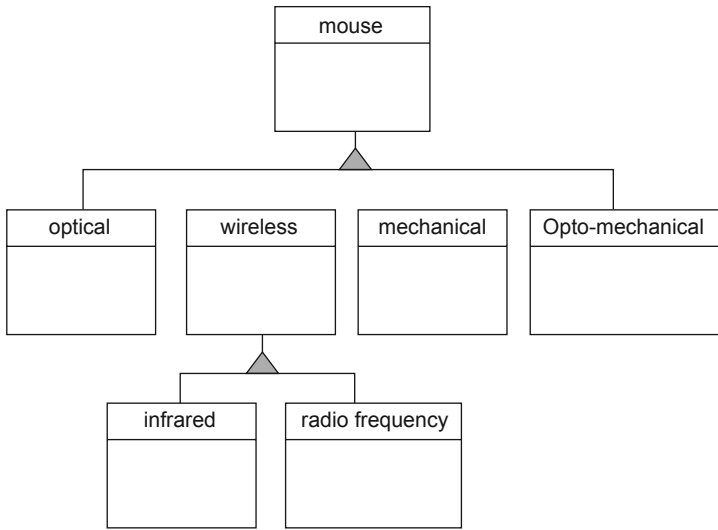 mouse
optical
wireless
mechanical
Opto-mechanical
infrared
radio frequency